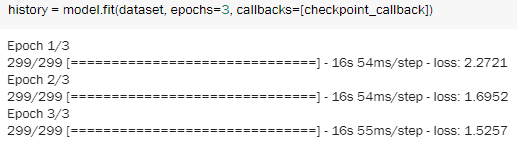 history = model.fit(dataset, epochs=3, callbacks=[checkpoint_callback])
Epoch 1/3
299/299 [==============================] - 16s 54ms/step - loss: 2.2721
Epoch 2/3
299/299 [==============================] - 16s 54ms/step - loss: 1.6952
Epoch 3/3
299/299 [==============================] - 16s 55ms/step - loss: 1.5257